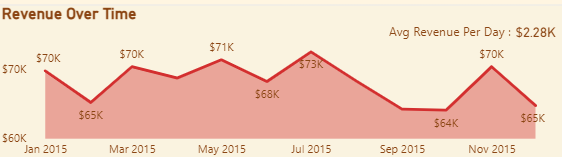 Revenue Over Time
Avg Revenue Per Day : $2.28K
$71K
$70K $70K $70K
$70K $73K
$68K
$65K $64K $65K
$60K
Jan 2015 Mar 2015 May 2015 Jul 2015 Sep 2015 Nov 2015